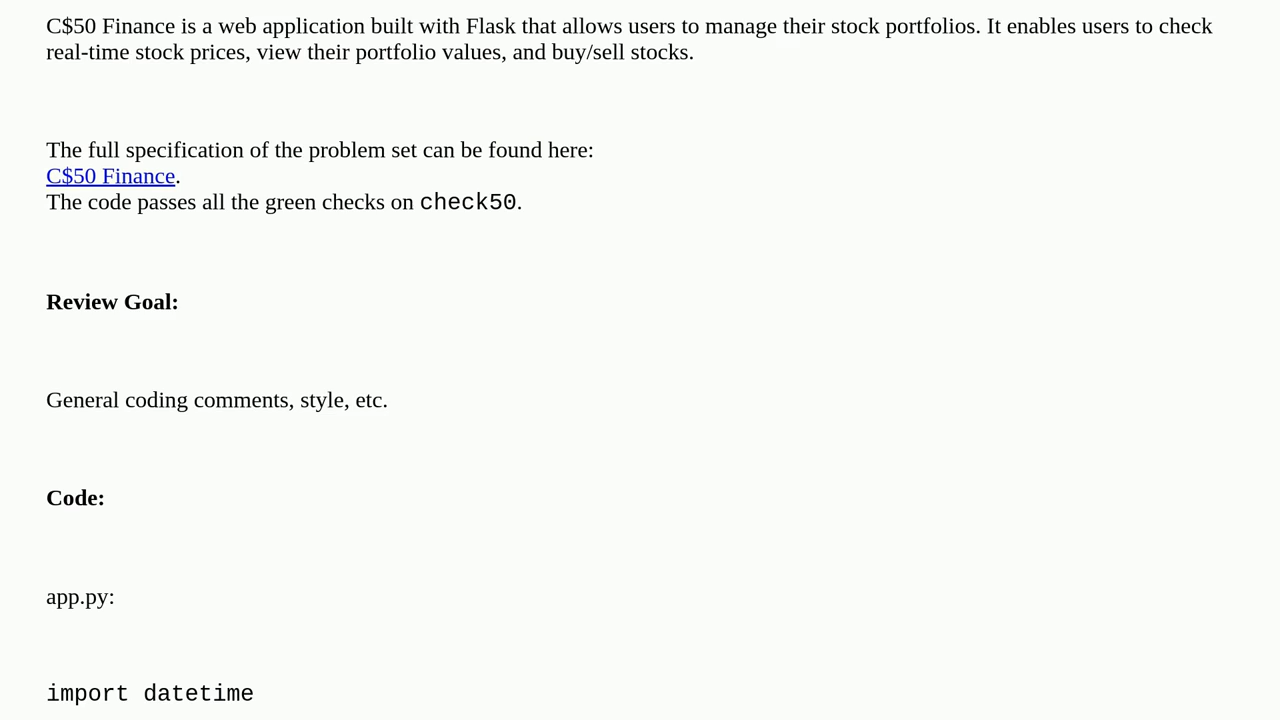 C$50 Finance is a web application built with Flask that allows users to manage their stock portfolios. It enables users to check
real-time stock prices, view their portfolio values, and buy/sell stocks.
The full specification of the problem set can be found here:
C$50 Finance.
The code passes all the green checks on check50.
Review Goal:
General coding comments, style, etc.
Code:
app.py:
import datetime